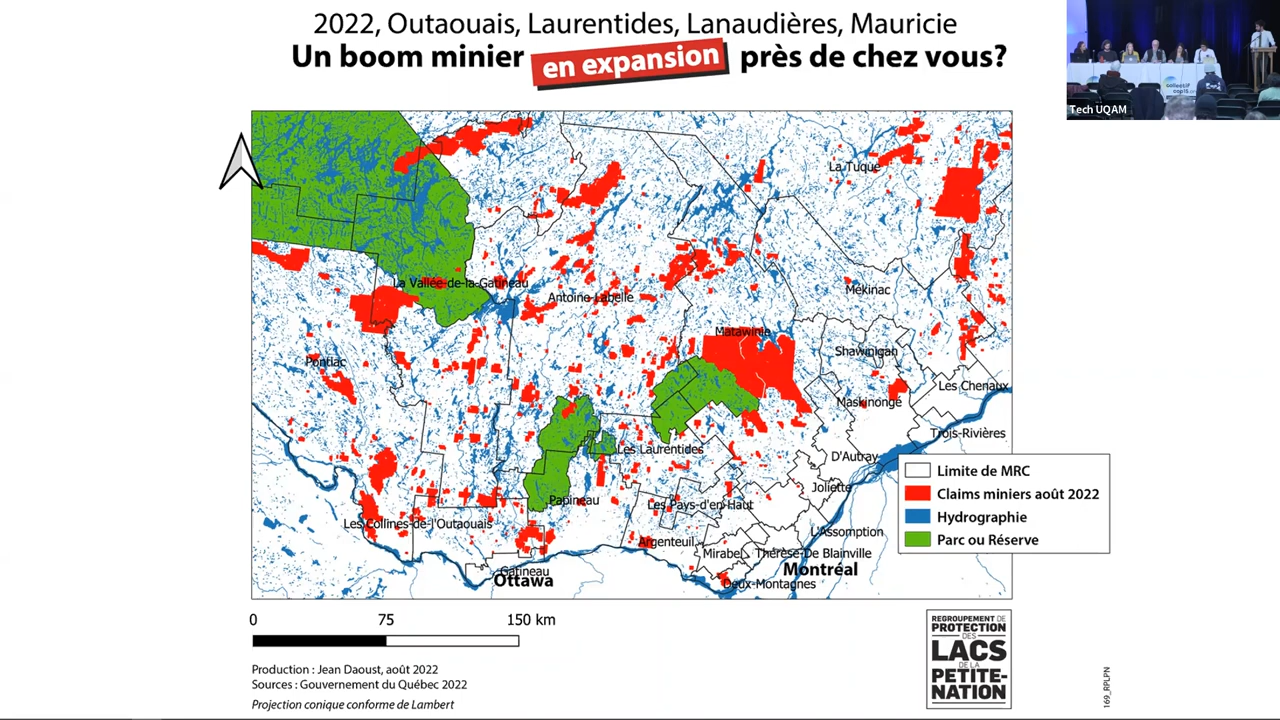 2022, Outaouais, Laurentides, Lanaudières, Mauricie
Un boom minier en expansion près de chez vous?
Tech UQAM
collectif
cop15.org
La Tuque
La Vallée-de-la-Gatineau
Antoine-Labelle
Mékinac
Matawinie
Shawinigan
Pontiac
Les Chenaux
Maskinongé
Trois-Rivières
Les Laurentides
D'Autray
Joliette
Papineau
Les Pays-d'en-Haut
Les Collines-de-l'Outaouais
L'Assomption
Argenteuil
Mirabel
Thérèse-De Blainville
Montréal
Gatineau
Ottawa
Deux-Montagnes
Limite de MRC
Claims miniers août 2022
Hydrographie
Parc ou Réserve
0 75 150 km
Production : Jean Daoust, août 2022
Sources : Gouvernement du Québec 2022
Projection conique conforme de Lambert
REGROUPEMENT DE
PROTECTION
DES
LACS
DE LA
PETITE-
NATION
169_RPLPN